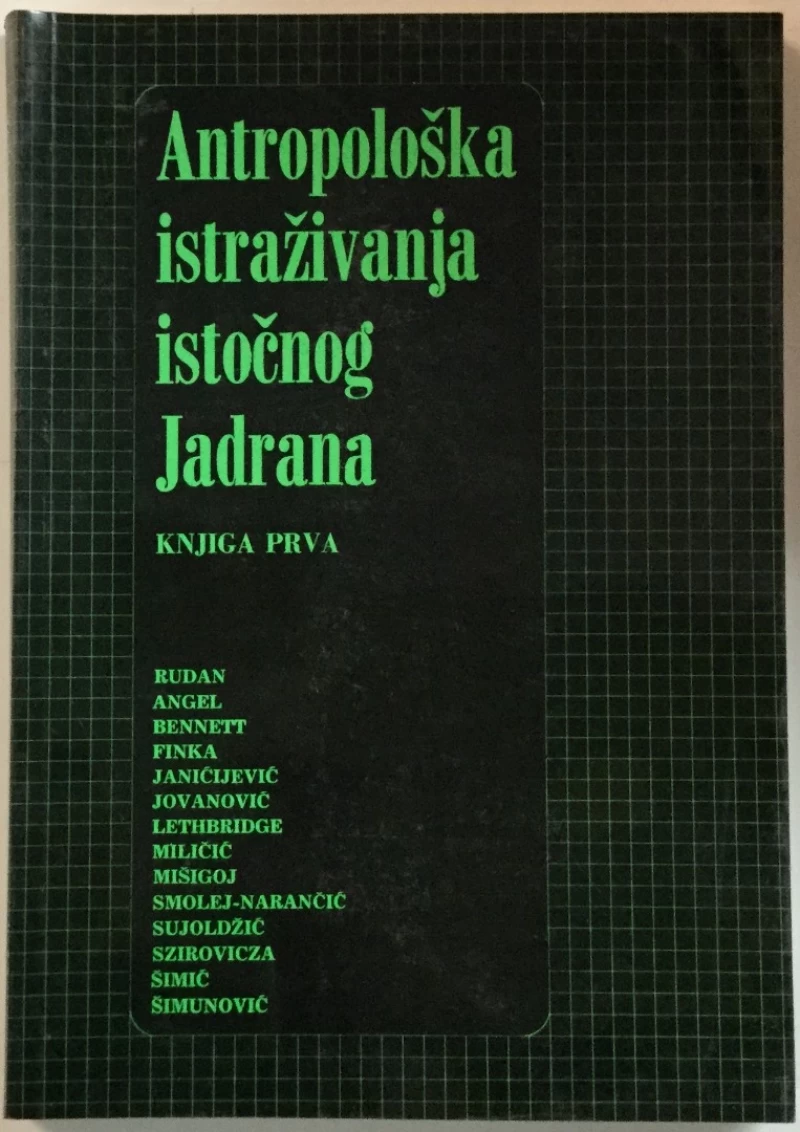 Antropološka
istraživanja
istočnog
Jadrana
KNJIGA PRVA
RUDAN
ANGEL
BENNETT
FINKA
JANIĆIJEVIĆ
JOVANOVIĆ
LETHBRIDGE
MILIČIĆ
MIŠIGOJ
SMOLEJ-NARANČIĆ
SUJOLDŽIĆ
SZIROVICZA
ŠIMIĆ
ŠIMUNOVIĆ